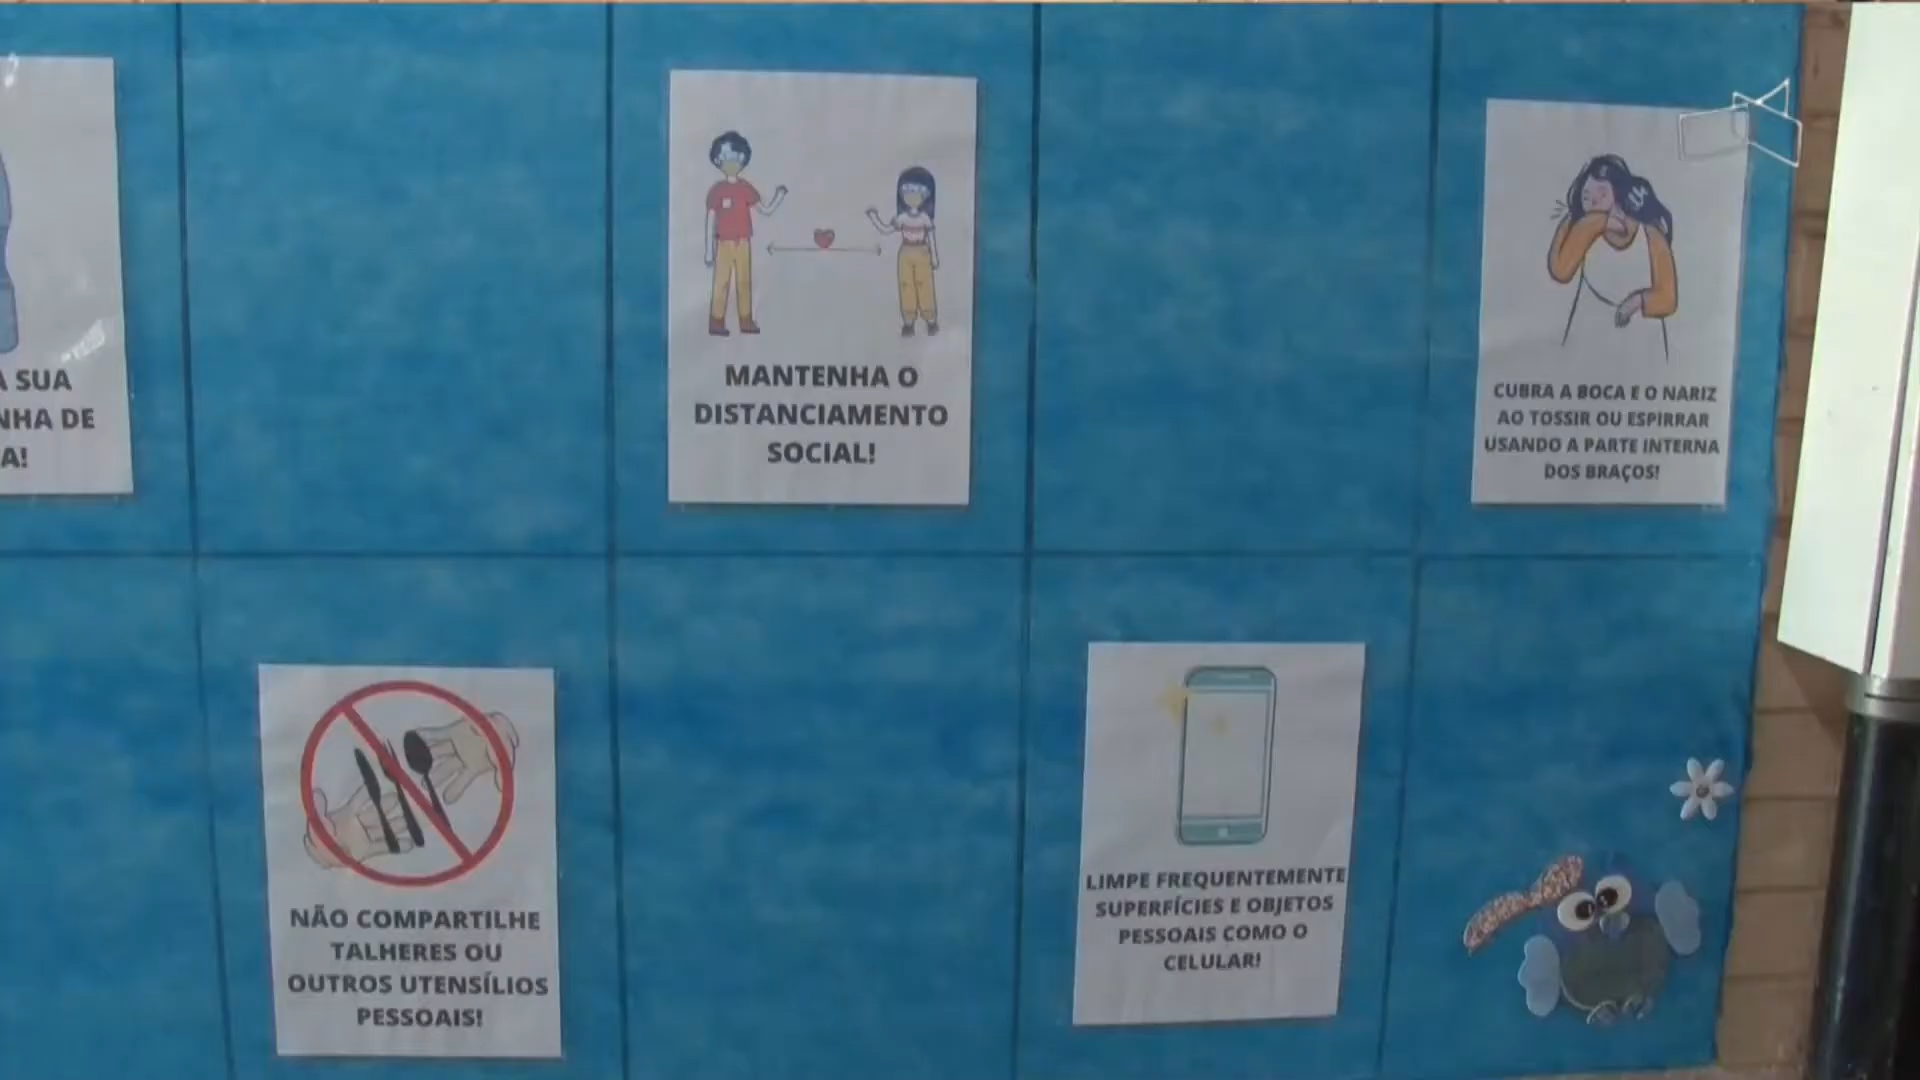 A SUA
NHA DE
A!
MANTENHA O
DISTANCIAMENTO
SOCIAL!
CUBRA A BOCA E O NARIZ
AO TOSSIR OU ESPIRRAR
USANDO A PARTE INTERNA
DOS BRAÇOS!
NÃO COMPARTILHE
TALHERES OU
OUTROS UTENSÍLIOS
PESSOAIS!
LIMPE FREQUENTEMENTE
SUPERFÍCIES E OBJETOS
PESSOAIS COMO O
CELULAR!